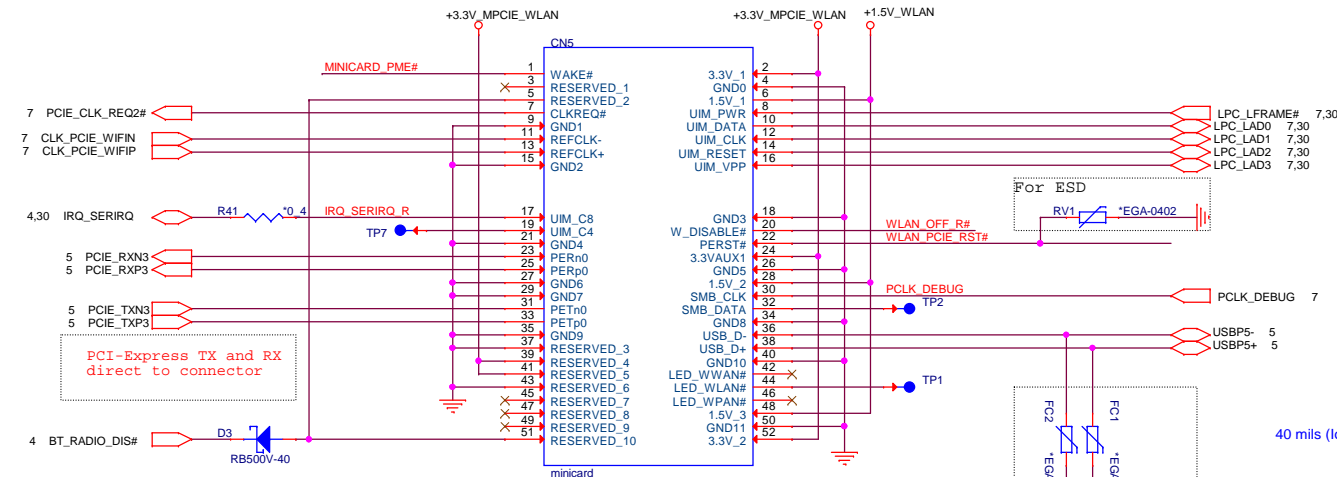 +3.3V_MPCIE_WLAN
+3.3V_MPCIE_WLAN
+1.5V_WLAN
CN5
MINICARD_PME#
1 WAKE#
3 RESERVED_1
5 RESERVED_2
7 PCIE_CLK_REQ2# 7 CLKREQ#
9 GND1
7 CLK_PCIE_WIFIN 11 REFCLK-
7 CLK_PCIE_WIFIP 13 REFCLK+
15 GND2
4,30 IRQ_SERIRQ R41 *0_4 IRQ_SERIRQ_R 17 UIM_C8
TP7 19 UIM_C4
21 GND4
5 PCIE_RXN3 23 PERn0
5 PCIE_RXP3 25 PERp0
27 GND6
29 GND7
5 PCIE_TXN3 31 PETn0
5 PCIE_TXP3 33 PETp0
35 GND9
37 RESERVED_3
39 RESERVED_4
41 RESERVED_5
43 RESERVED_6
45 RESERVED_7
47 RESERVED_8
49 RESERVED_9
51 RESERVED_10
PCI-Express TX and RX
direct to connector
4 BT_RADIO_DIS# D3
RB500V-40
minicard
3.3V_1 2
GND0 4
1.5V_1 6
UIM_PWR 8 LPC_LFRAME# 7,30
UIM_DATA 10 LPC_LAD0 7,30
UIM_CLK 12 LPC_LAD1 7,30
UIM_RESET 14 LPC_LAD2 7,30
UIM_VPP 16 LPC_LAD3 7,30
For ESD
RV1 *EGA-0402
GND3 18
W_DISABLE# 20 WLAN_OFF_R#
PERST# 22 WLAN_PCIE_RST#
3.3VAUX1 24
GND5 26
1.5V_2 28
SMB_CLK 30 PCLK_DEBUG PCLK_DEBUG 7
SMB_DATA 32 TP2
GND8 34
USB_D- 36 USBP5- 5
USB_D+ 38 USBP5+ 5
GND10 40
LED_WWAN# 42
LED_WLAN# 44 TP1
LED_WPAN# 46
1.5V_3 48
GND11 50
3.3V_2 52
FC2
FC1
40 mils